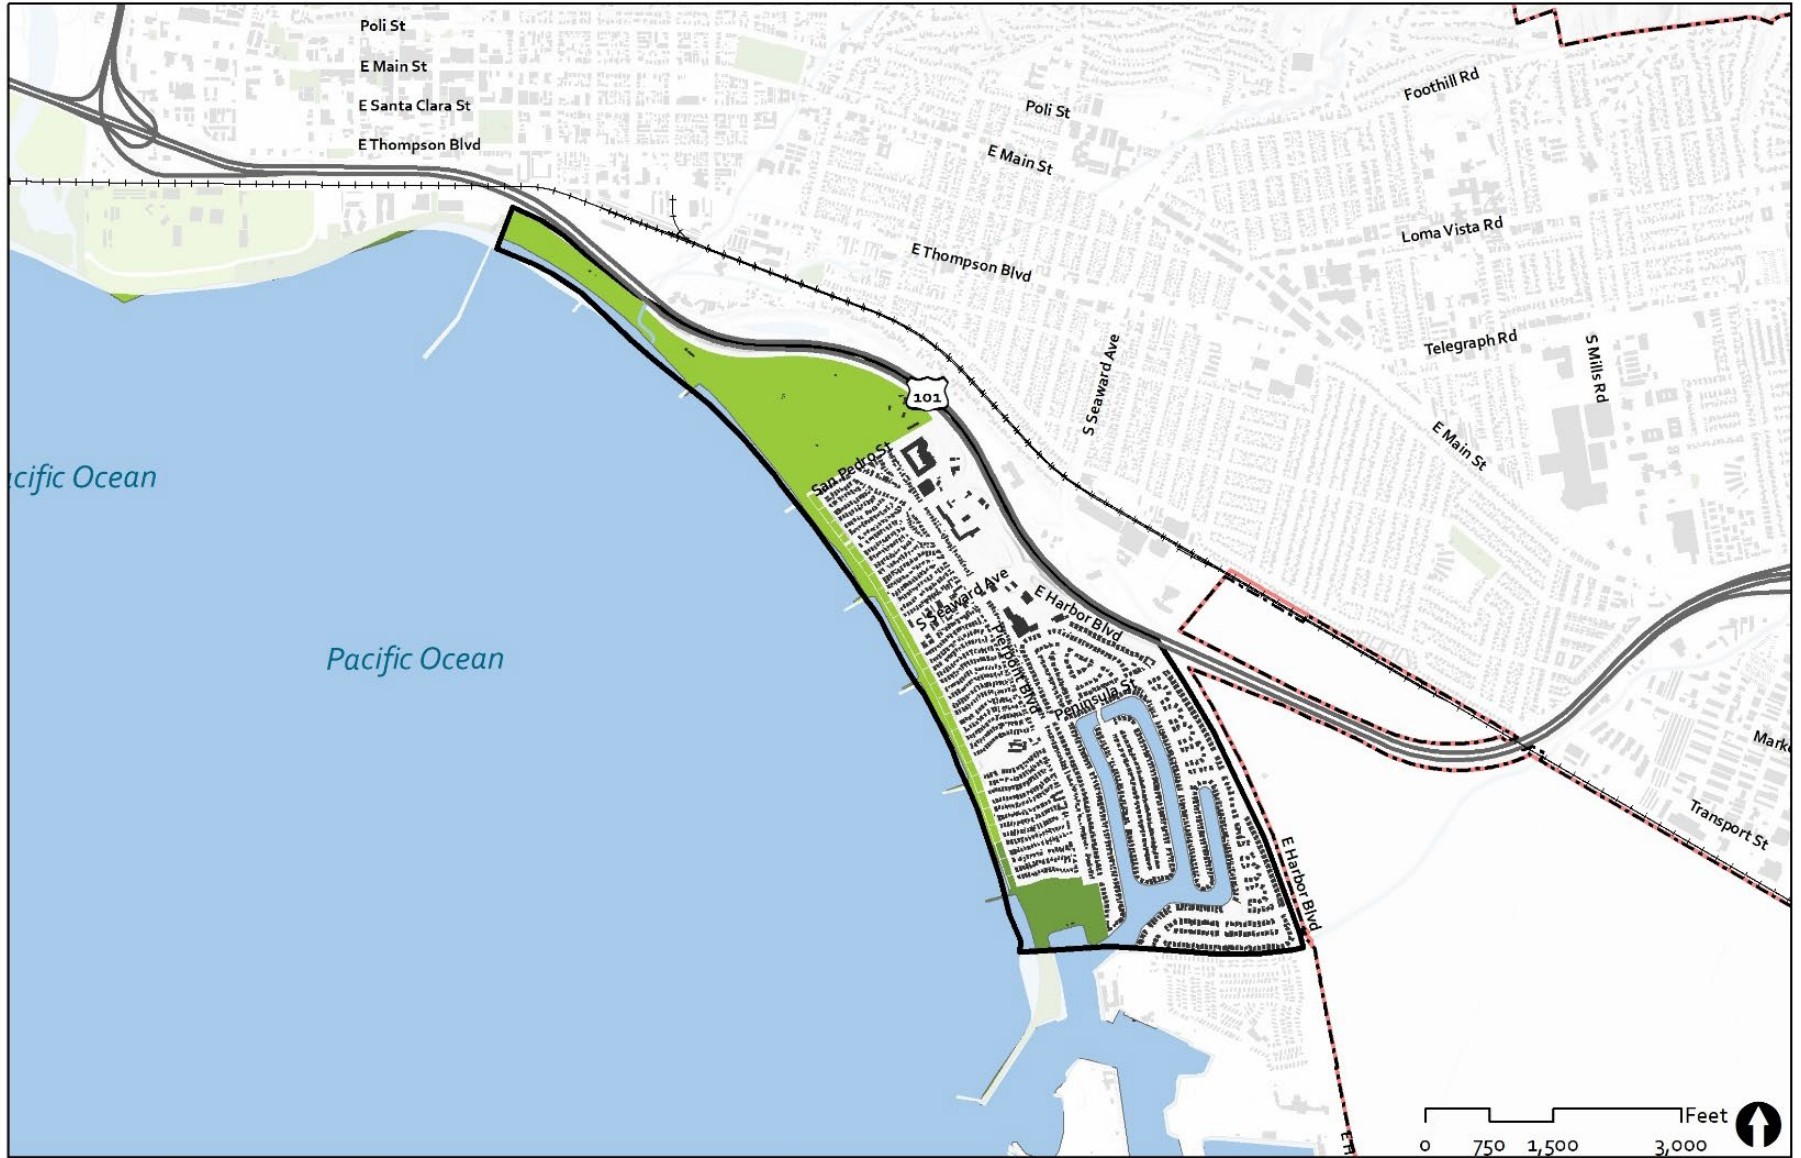 Poli St
E Main St
E Santa Clara St
E Thompson Blvd
Foothill Rd
Poli St
E Main St
Loma Vista Rd
E Thompson Blvd
Telegraph Rd
S Seaward Ave
S Mills Rd
101
E Main St
San Pedro St
acific Ocean
S Seaward Ave
E Harbor Blvd
Pacific Ocean
Pierpont Blvd
Peninsula St
Marke
Transport St
E Harbor Blvd
Feet
0 750 1,500 3,000
E H